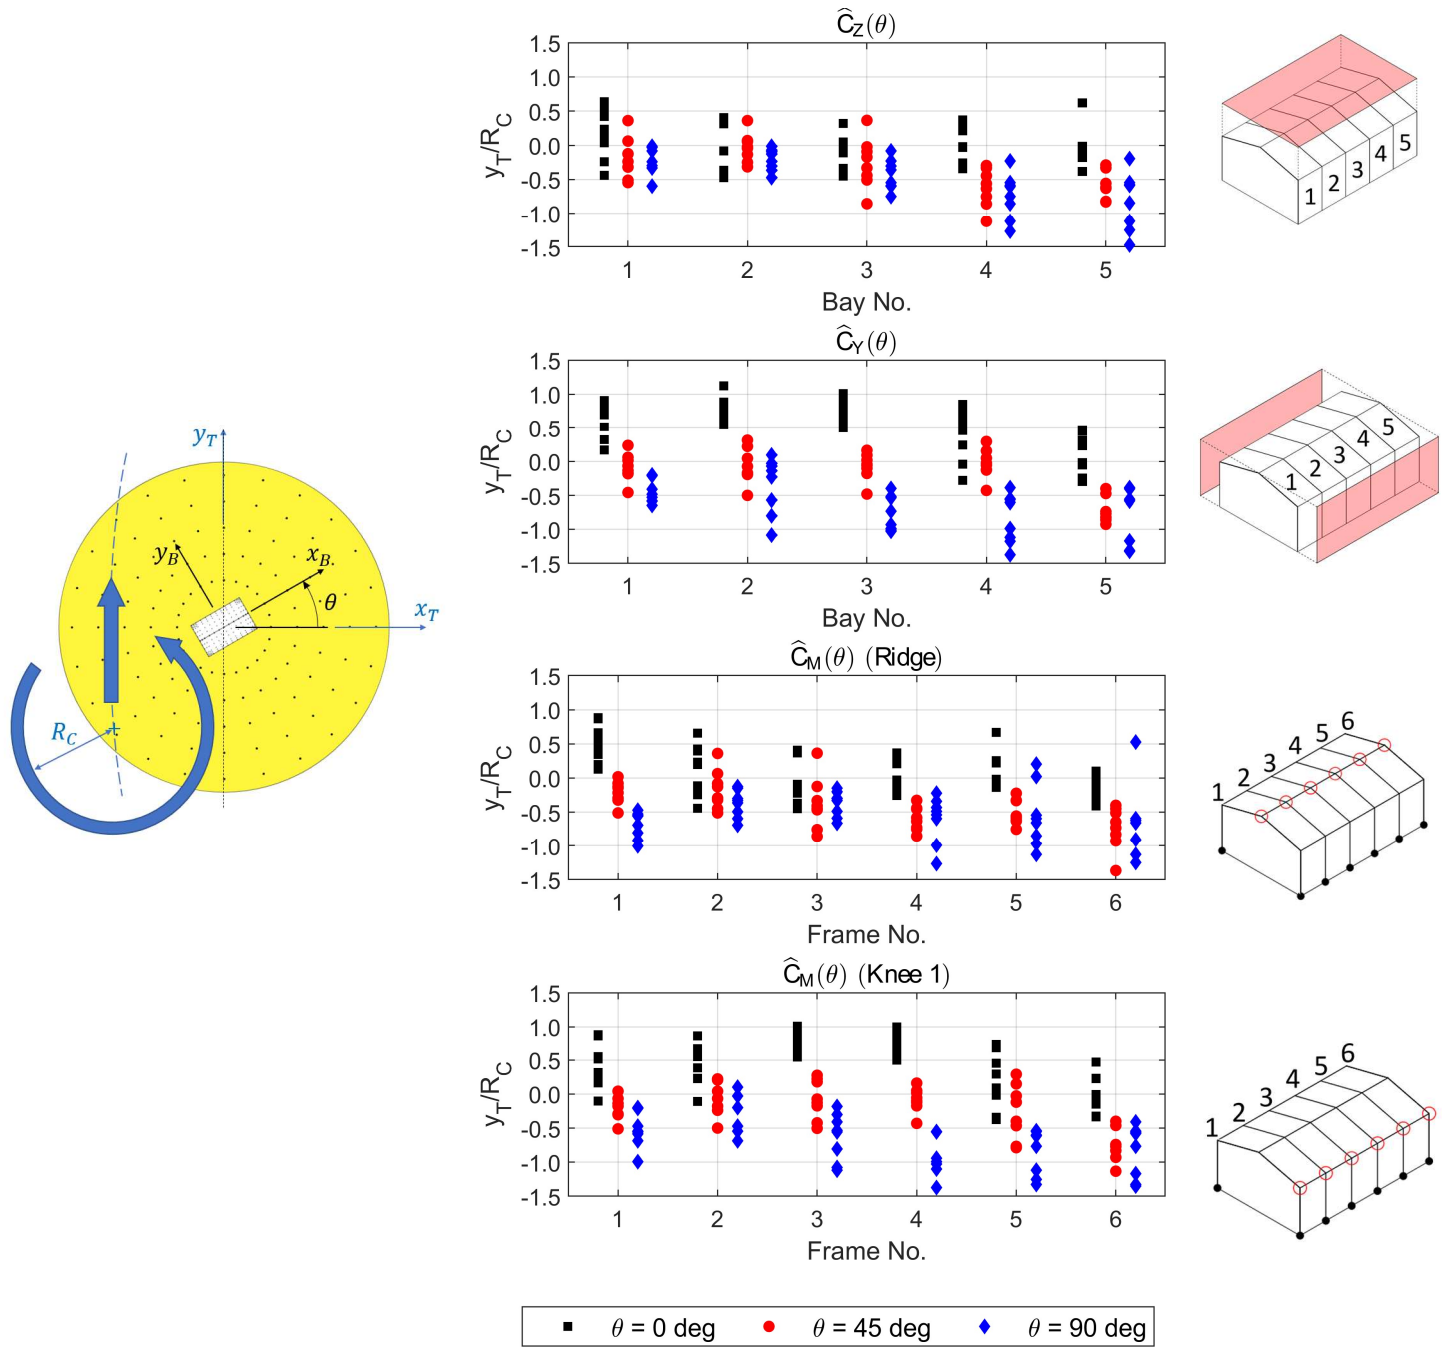 y_T
y_B
x_B
θ
x_T
R_C
Ĉ_Z(θ)
y_T/R_C
1.5
1.0
0.5
0.0
-0.5
-1.0
-1.5
1 2 3 4 5
Bay No.
1 2 3 4 5
Ĉ_Y(θ)
y_T/R_C
1.5
1.0
0.5
0.0
-0.5
-1.0
-1.5
1 2 3 4 5
Bay No.
1 2 3 4 5
Ĉ_M(θ) (Ridge)
y_T/R_C
1.5
1.0
0.5
0.0
-0.5
-1.0
-1.5
1 2 3 4 5 6
Frame No.
1 2 3 4 5 6
Ĉ_M(θ) (Knee 1)
y_T/R_C
1.5
1.0
0.5
0.0
-0.5
-1.0
-1.5
1 2 3 4 5 6
Frame No.
1 2 3 4 5 6
θ = 0 deg θ = 45 deg θ = 90 deg